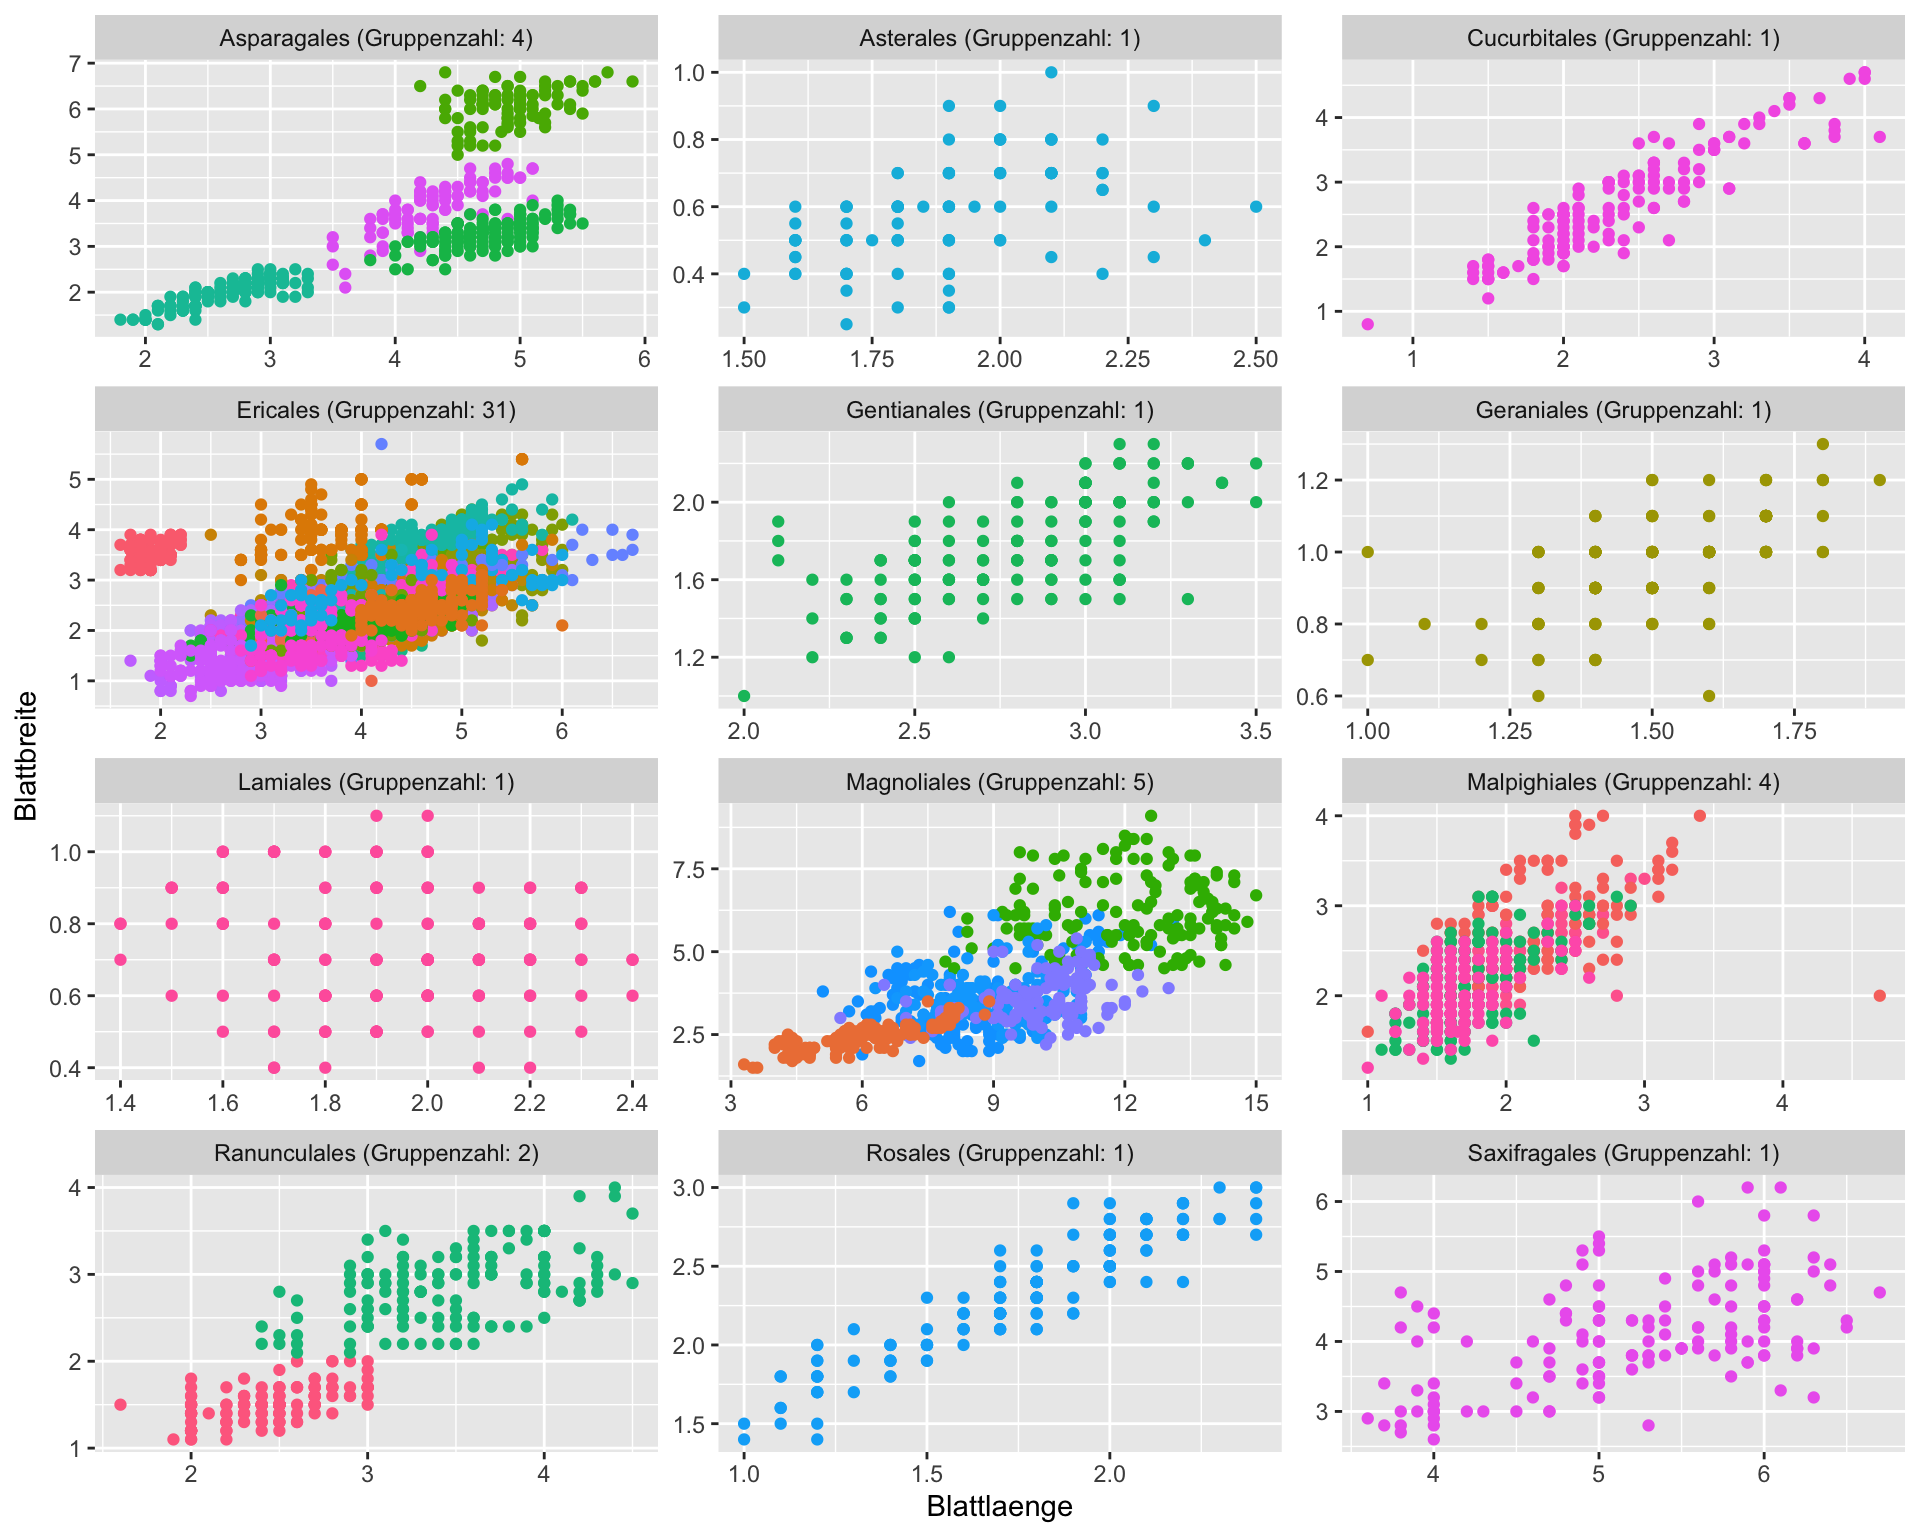 Asparagales (Gruppenzahl: 4)
Asterales (Gruppenzahl: 1)
Cucurbitales (Gruppenzahl: 1)
7
6
5
4
3
2
2 3 4 5 6
1.0
0.8
0.6
0.4
1.50 1.75 2.00 2.25 2.50
4
3
2
1
1 2 3 4
Ericales (Gruppenzahl: 31)
Gentianales (Gruppenzahl: 1)
Geraniales (Gruppenzahl: 1)
5
4
3
2
1
2 3 4 5 6
2.0
1.6
1.2
2.0 2.5 3.0 3.5
1.2
1.0
0.8
0.6
1.00 1.25 1.50 1.75
Blattbreite
Lamiales (Gruppenzahl: 1)
Magnoliales (Gruppenzahl: 5)
Malpighiales (Gruppenzahl: 4)
1.0
0.8
0.6
0.4
1.4 1.6 1.8 2.0 2.2 2.4
7.5
5.0
2.5
3 6 9 12 15
4
3
2
1 2 3 4
Ranunculales (Gruppenzahl: 2)
Rosales (Gruppenzahl: 1)
Saxifragales (Gruppenzahl: 1)
4
3
2
1
2 3 4
3.0
2.5
2.0
1.5
1.0 1.5 2.0
6
5
4
3
4 5 6
Blattlaenge